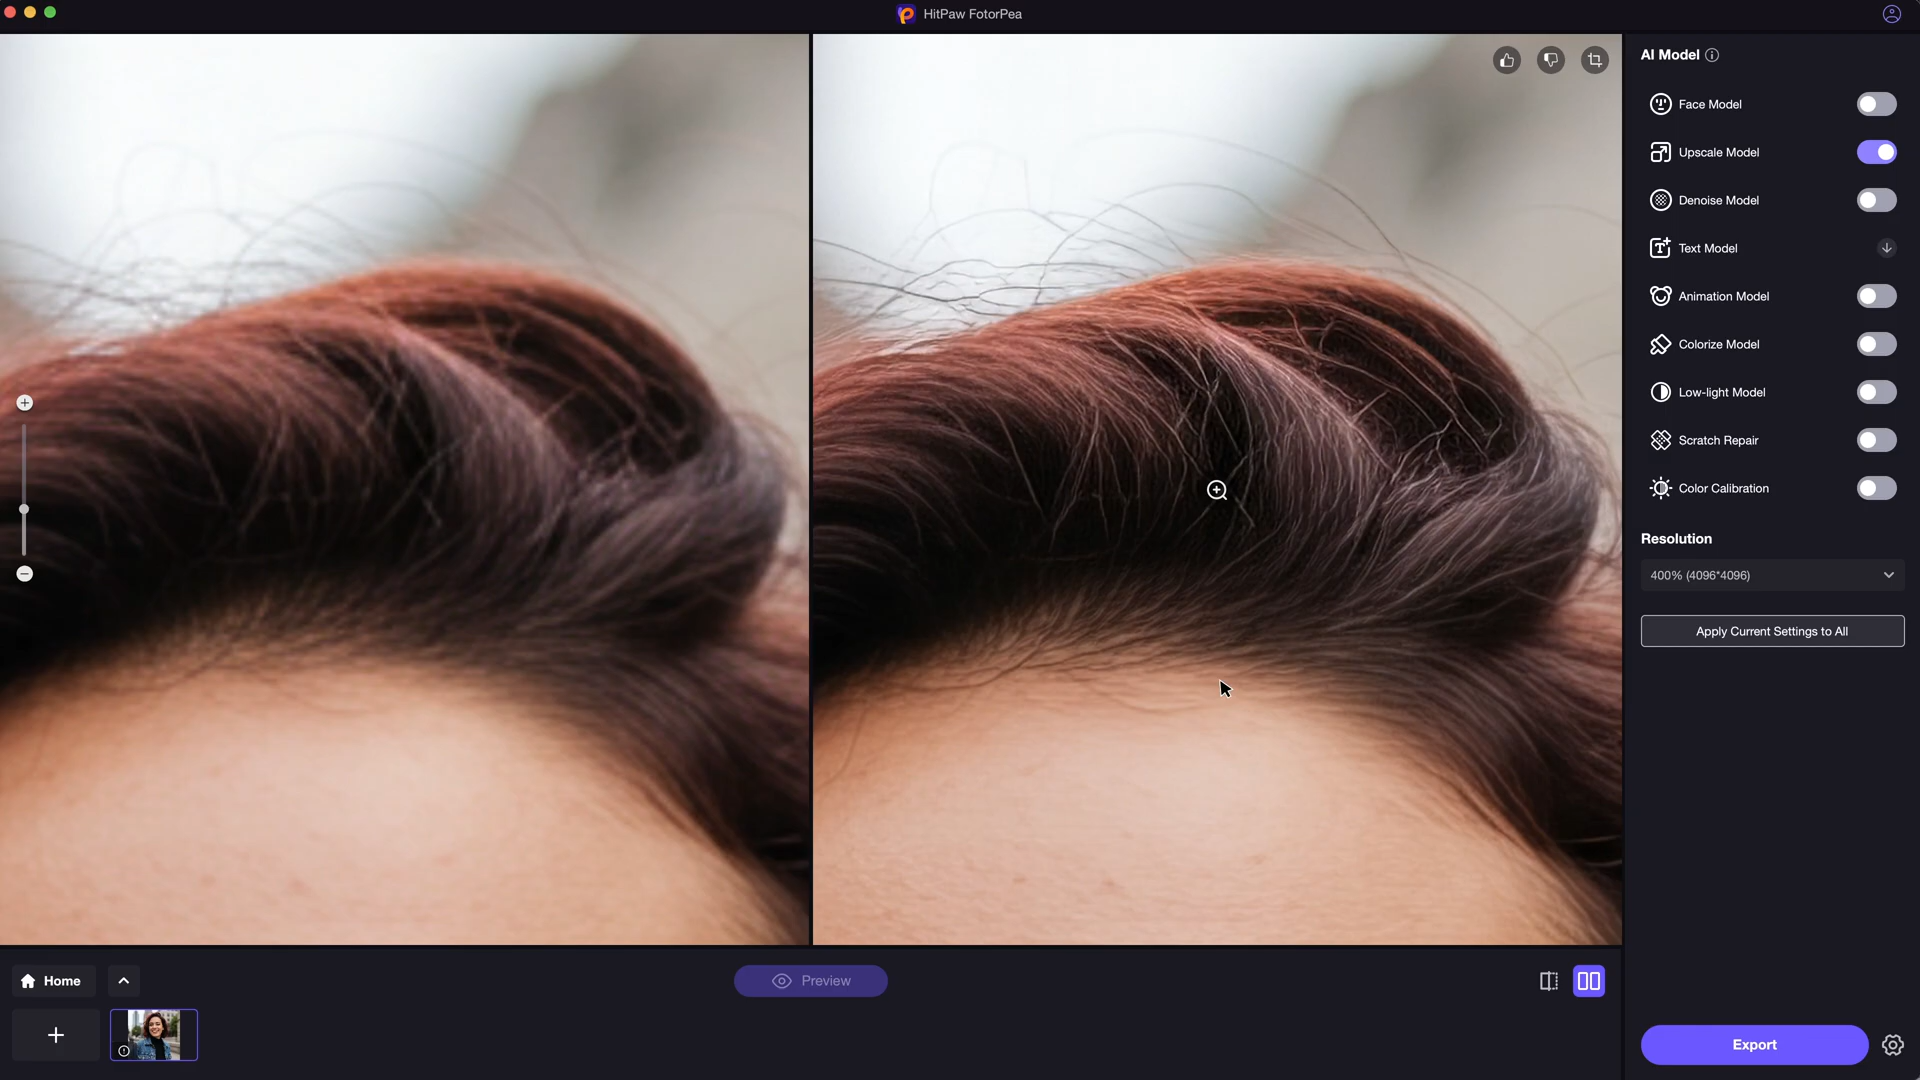 HitPaw FotorPea
AI Model
Face Model
Upscale Model
Denoise Model
Text Model
Animation Model
Colorize Model
Low-light Model
Scratch Repair
Color Calibration
Resolution
400% (4096*4096)
Apply Current Settings to All
Home
Preview
Export